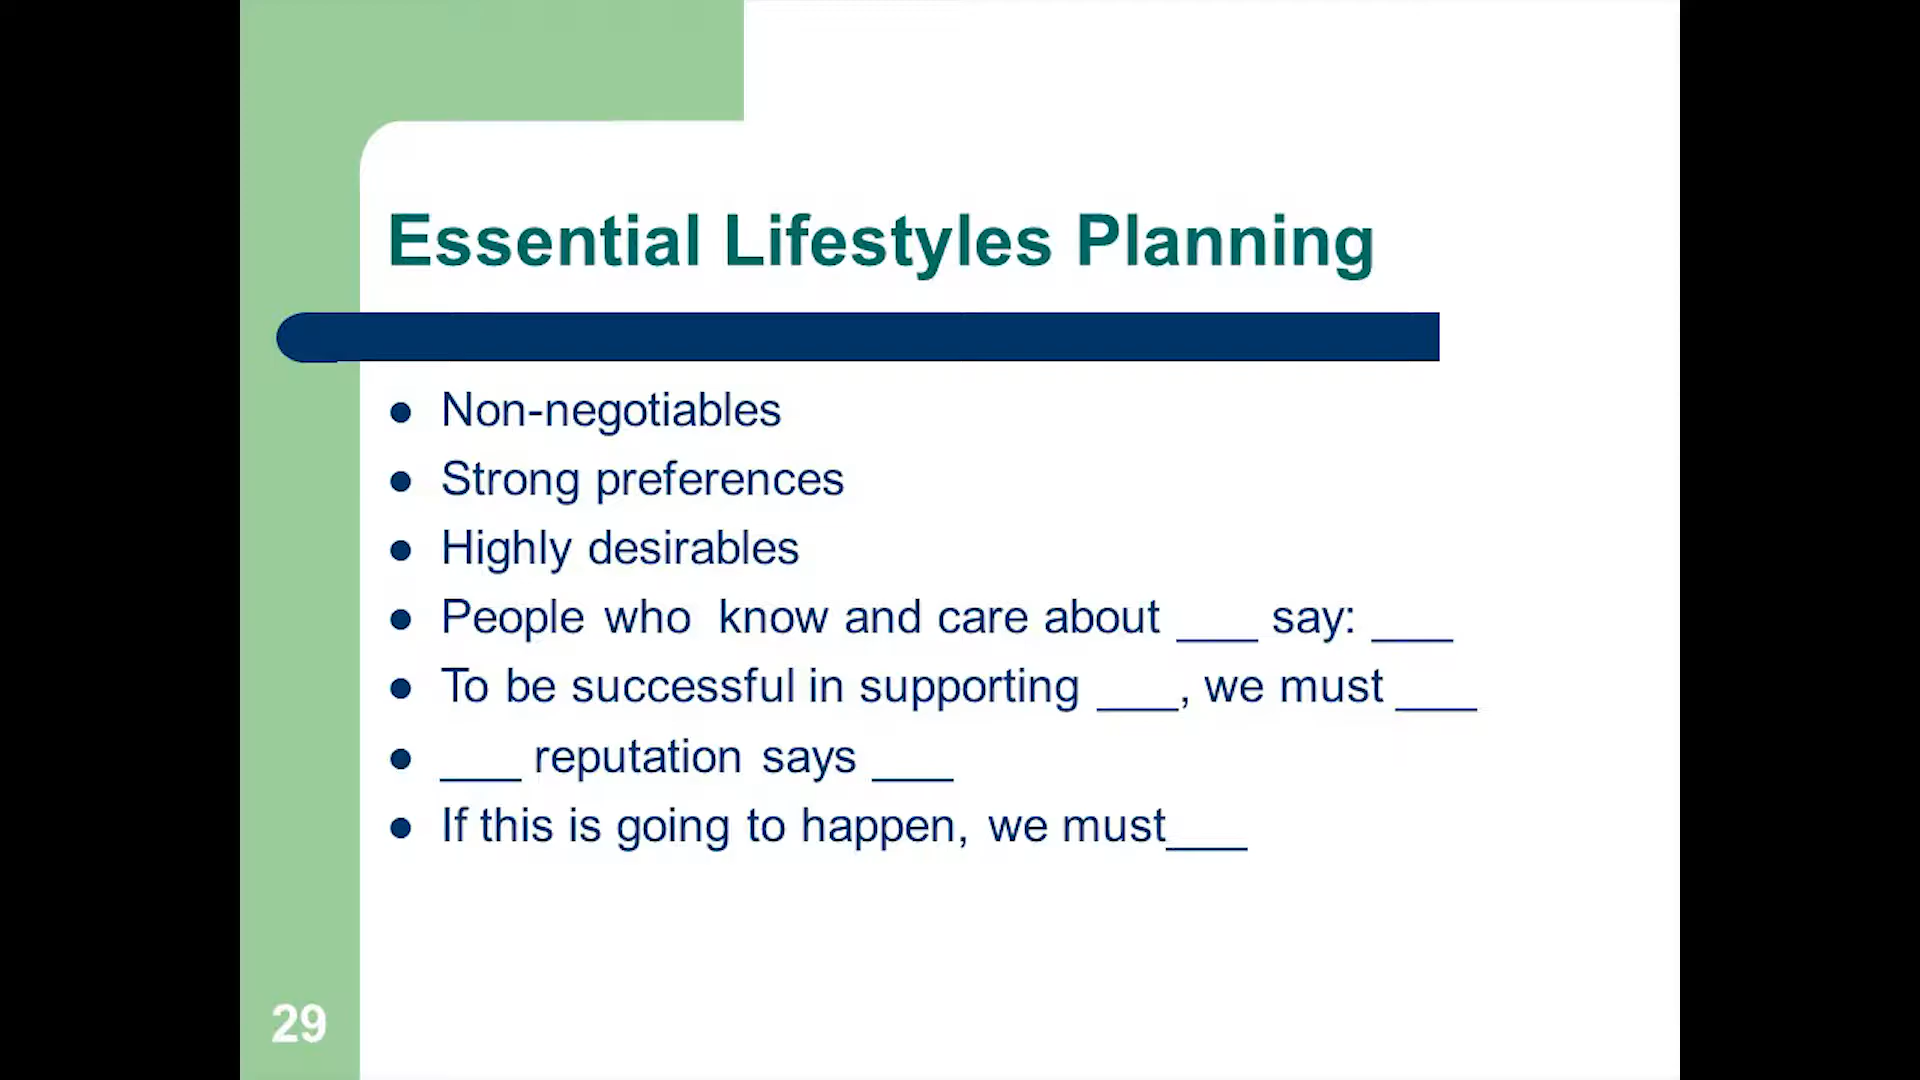 Essential Lifestyles Planning
● Non-negotiables
● Strong preferences
● Highly desirables
● People who know and care about ___ say: ___
● To be successful in supporting ___, we must ___
● ___ reputation says ___
● If this is going to happen, we must___
29